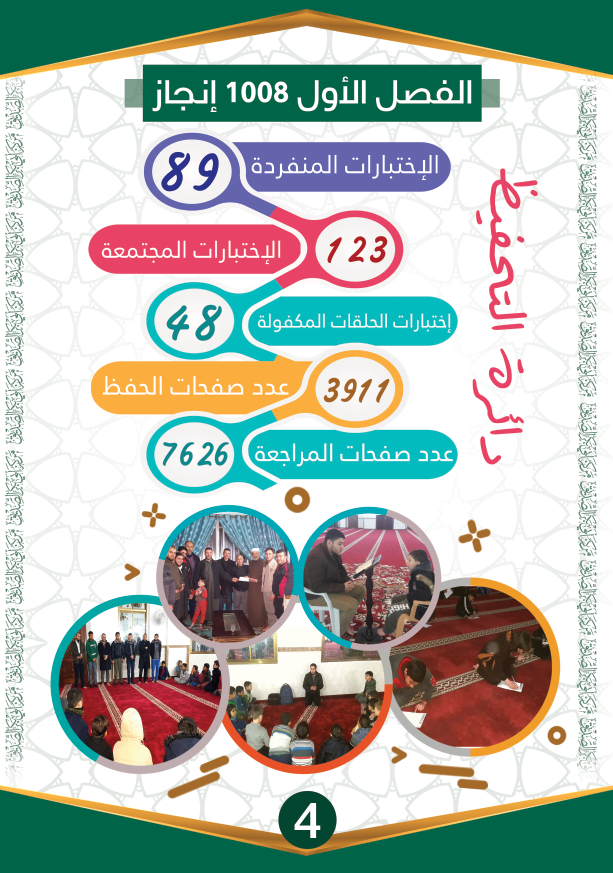 الفصل الأول 1008 إنجاز
دائرة التحفيظ
الإختبارات المنفردة 89
الإختبارات المجتمعة 123
إختبارات الحلقات المكفولة 48
عدد صفحات الحفظ 3911
عدد صفحات المراجعة 7626
4